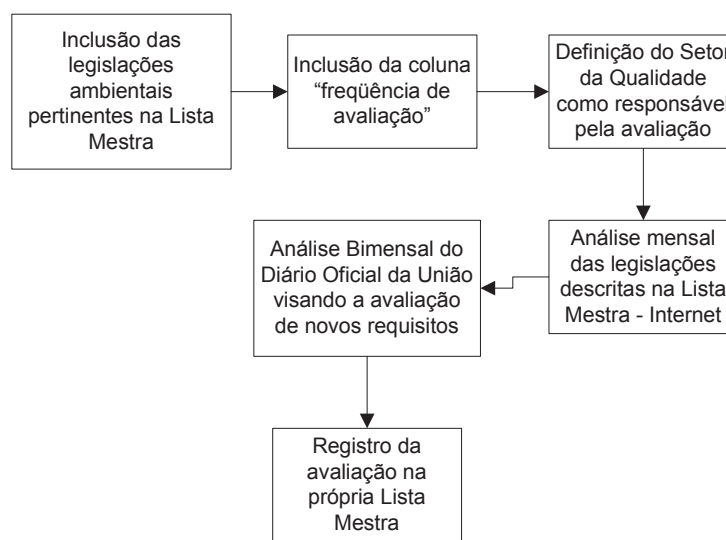 Inclusão das
legislações
ambientais
pertinentes na Lista
Mestra
Inclusão da coluna
“freqüência de
avaliação”
Definição do Setor
da Qualidade
como responsável
pela avaliação
Análise mensal
das legislações
descritas na Lista
Mestra - Internet
Análise Bimensal do
Diário Oficial da União
visando a avaliação
de novos requisitos
Registro da
avaliação na
própria Lista
Mestra